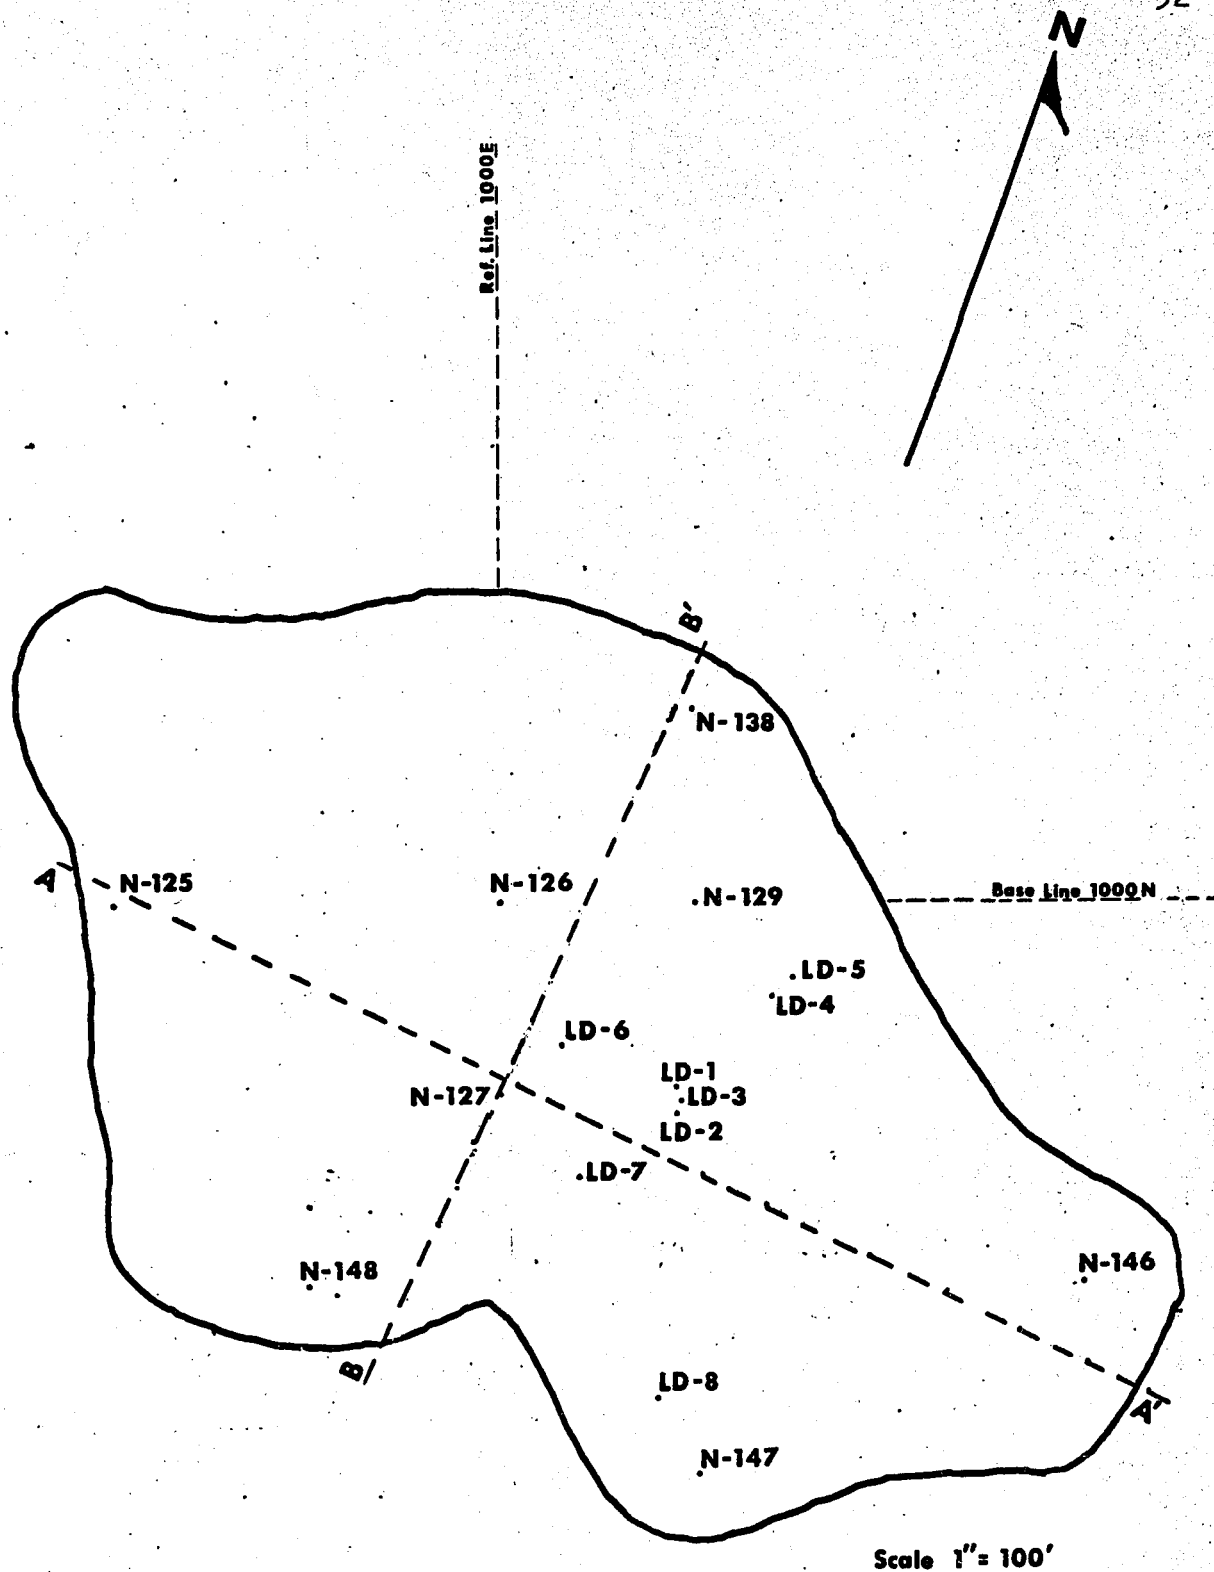 N
Ref. Line 1000E
B'
N-138
A
N-125
N-126
N-129
Base Line 1000N
LD-5
LD-4
LD-6
LD-1
N-127
LD-3
LD-2
LD-7
N-146
N-148
B
LD-8
A'
N-147
Scale 1"= 100'